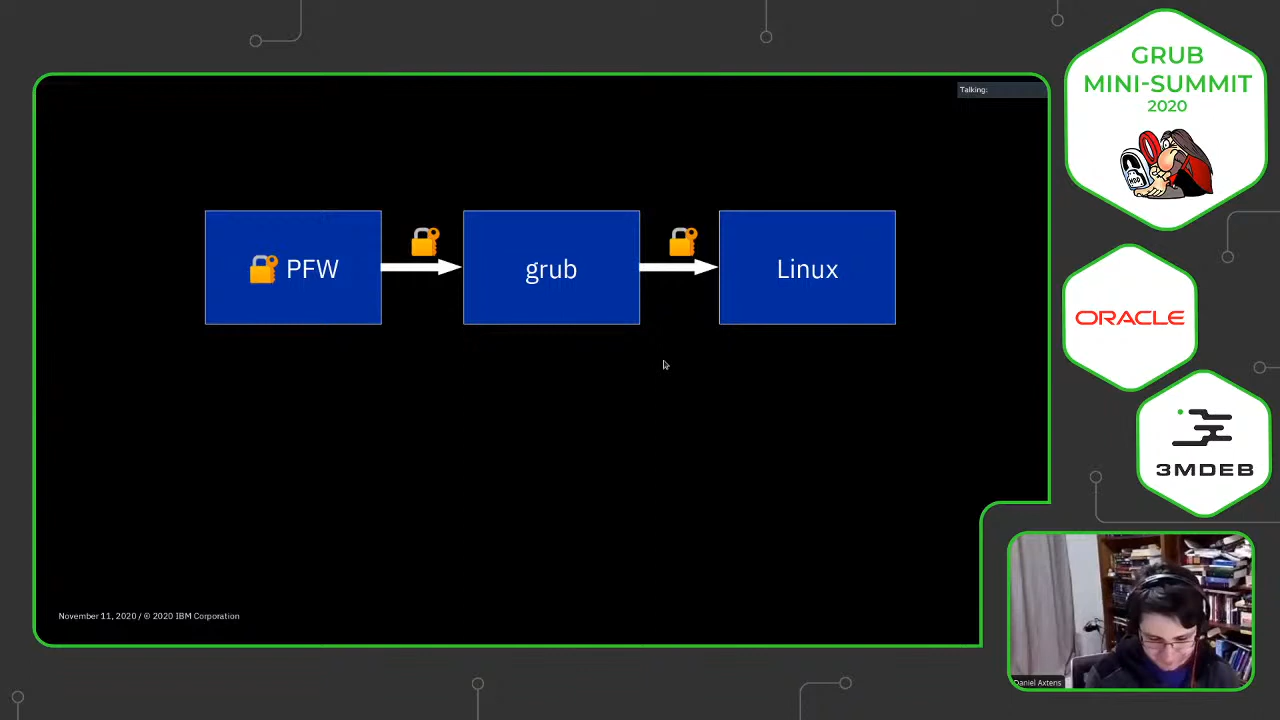 GRUB
MINI-SUMMIT
2020
Talking:
PFW
grub
Linux
ORACLE
3MDEB
November 11, 2020 / © 2020 IBM Corporation
Daniel Axtens